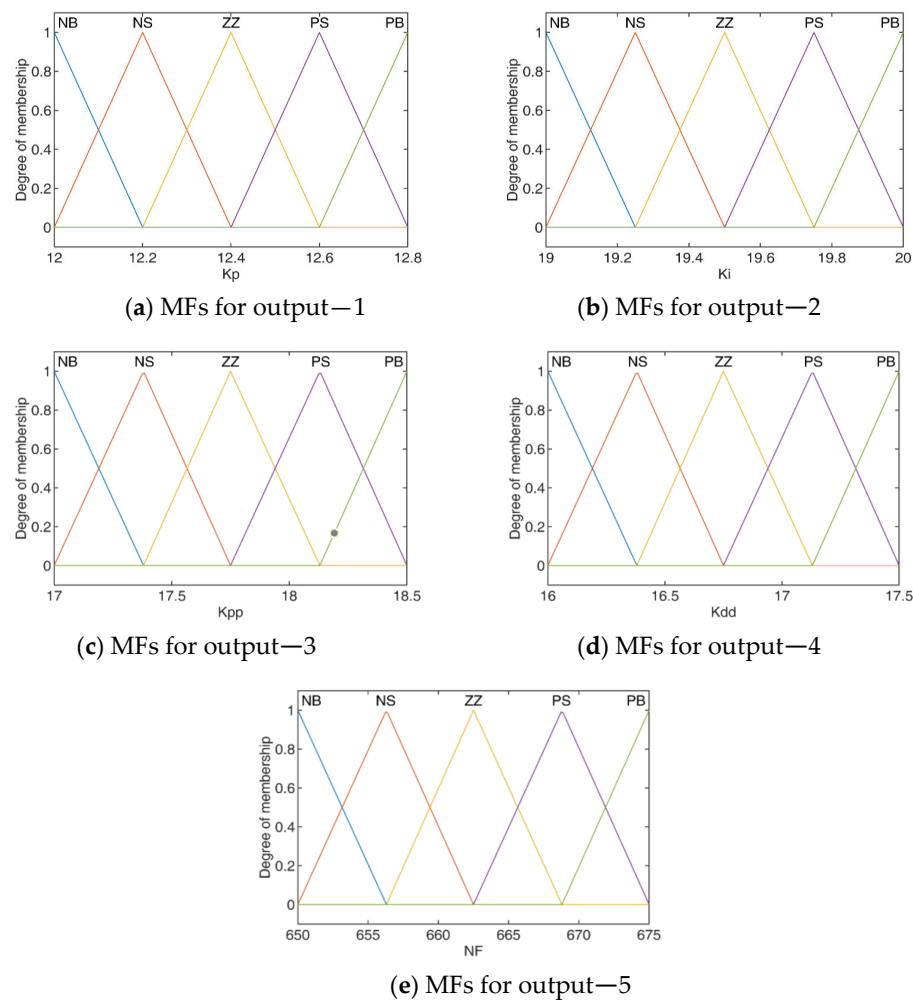 NB NS ZZ PS PB
1
0.8
0.6
0.4
0.2
0
Degree of membership
12 12.2 12.4 12.6 12.8
Kp
(a) MFs for output—1
NB NS ZZ PS PB
1
0.8
0.6
0.4
0.2
0
Degree of membership
19 19.2 19.4 19.6 19.8 20
Ki
(b) MFs for output—2
NB NS ZZ PS PB
1
0.8
0.6
0.4
0.2
0
Degree of membership
17 17.5 18 18.5
Kpp
(c) MFs for output—3
NB NS ZZ PS PB
1
0.8
0.6
0.4
0.2
0
Degree of membership
16 16.5 17 17.5
Kdd
(d) MFs for output—4
NB NS ZZ PS PB
1
0.8
0.6
0.4
0.2
0
Degree of membership
650 655 660 665 670 675
NF
(e) MFs for output—5